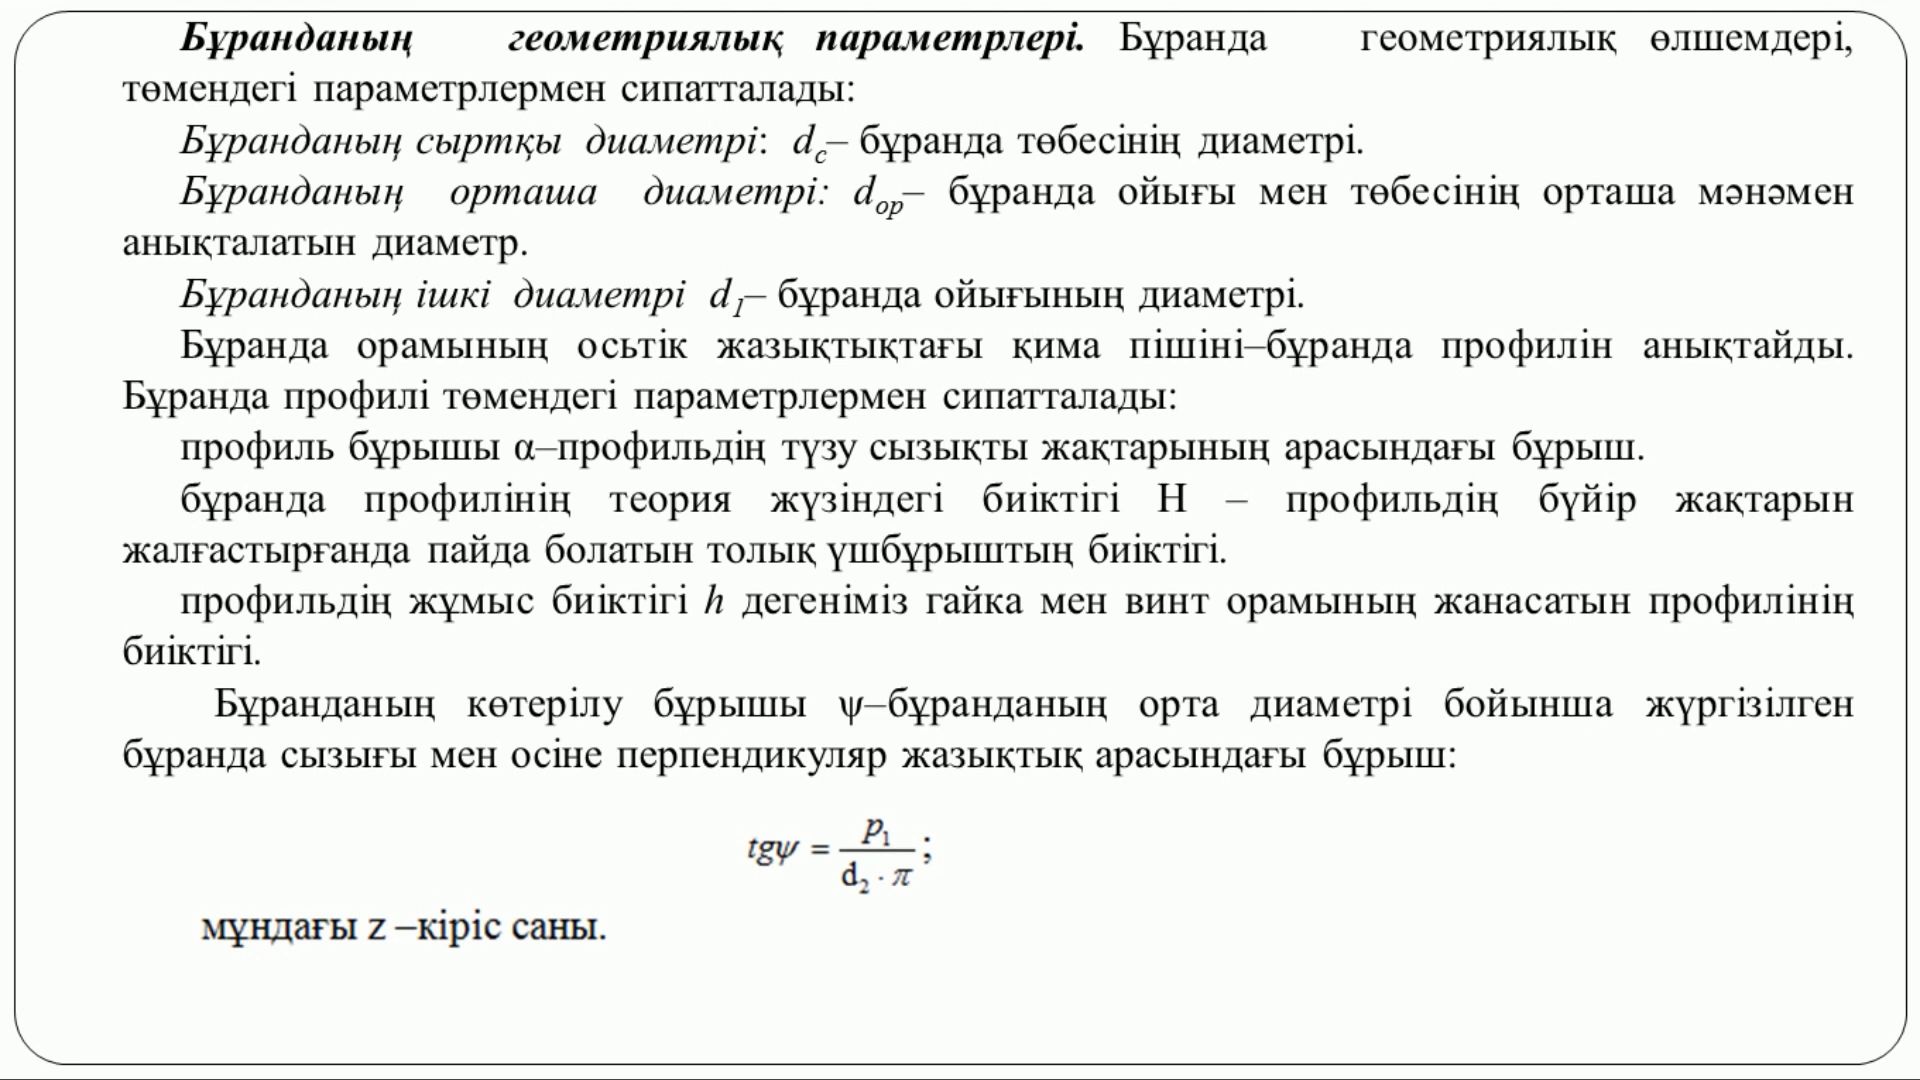 Бұранданың геометриялық параметрлері. Бұранда геометриялық өлшемдері,
төмендегі параметрлермен сипатталады:
Бұранданың сыртқы диаметрі: dс– бұранда төбесінің диаметрі.
Бұранданың орташа диаметрі: dор– бұранда ойығы мен төбесінің орташа мәнәмен
анықталатын диаметр.
Бұранданың ішкі диаметрі d1– бұранда ойығының диаметрі.
Бұранда орамының осьтік жазықтықтағы қима пішіні–бұранда профилін анықтайды.
Бұранда профилі төмендегі параметрлермен сипатталады:
профиль бұрышы α–профильдің түзу сызықты жақтарының арасындағы бұрыш.
бұранда профилінің теория жүзіндегі биіктігі Н – профильдің бүйір жақтарын
жалғастырғанда пайда болатын толық үшбұрыштың биіктігі.
профильдің жұмыс биіктігі h дегеніміз гайка мен винт орамының жанасатын профилінің
биіктігі.
Бұранданың көтерілу бұрышы ψ–бұранданың орта диаметрі бойынша жүргізілген
бұранда сызығы мен осіне перпендикуляр жазықтық арасындағы бұрыш:
tgψ = p1 / d2 · π ;
мұндағы z –кіріс саны.